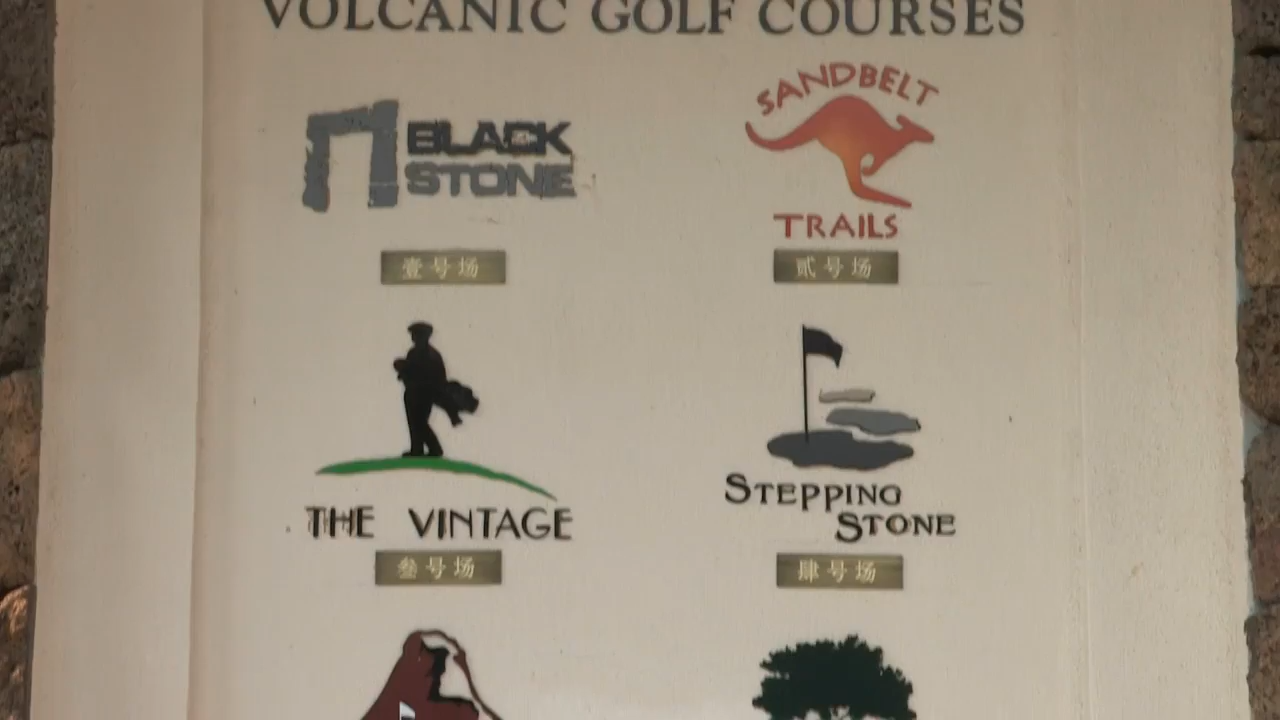 VOLCANIC GOLF COURSES
BLACK
STONE
SANDBELT
TRAILS
壹号场
贰号场
THE VINTAGE
STEPPING
STONE
叁号场
肆号场